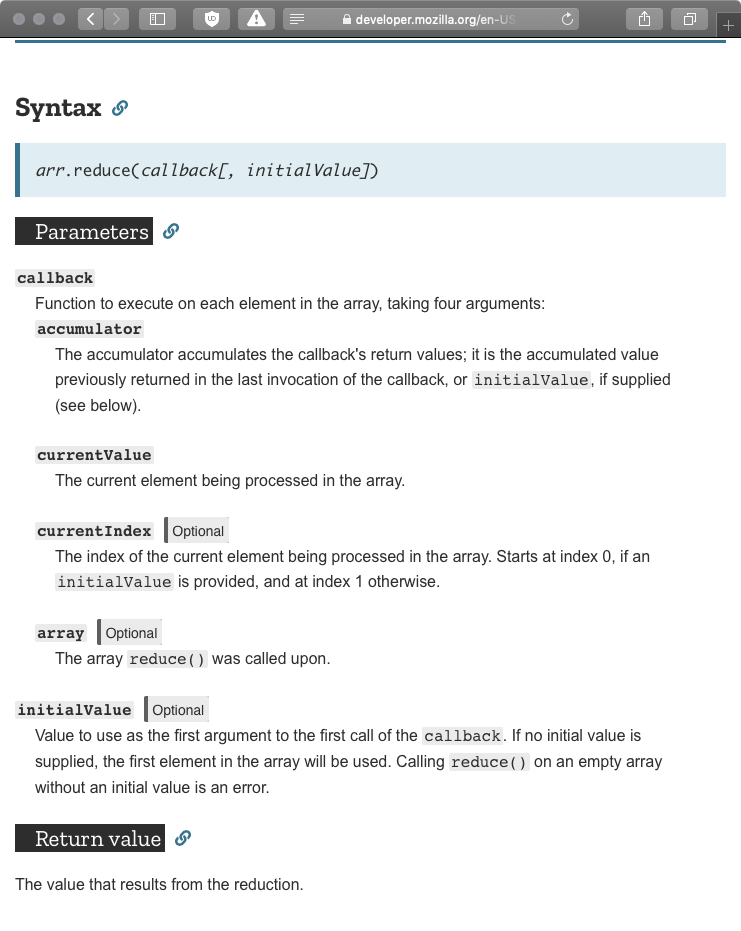 developer.mozilla.org/en-US
Syntax
arr.reduce(callback[, initialValue])
Parameters
callback
Function to execute on each element in the array, taking four arguments:
accumulator
The accumulator accumulates the callback's return values; it is the accumulated value
previously returned in the last invocation of the callback, or initialValue, if supplied
(see below).
currentValue
The current element being processed in the array.
currentIndex Optional
The index of the current element being processed in the array. Starts at index 0, if an
initialValue is provided, and at index 1 otherwise.
array Optional
The array reduce() was called upon.
initialValue Optional
Value to use as the first argument to the first call of the callback. If no initial value is
supplied, the first element in the array will be used. Calling reduce() on an empty array
without an initial value is an error.
Return value
The value that results from the reduction.